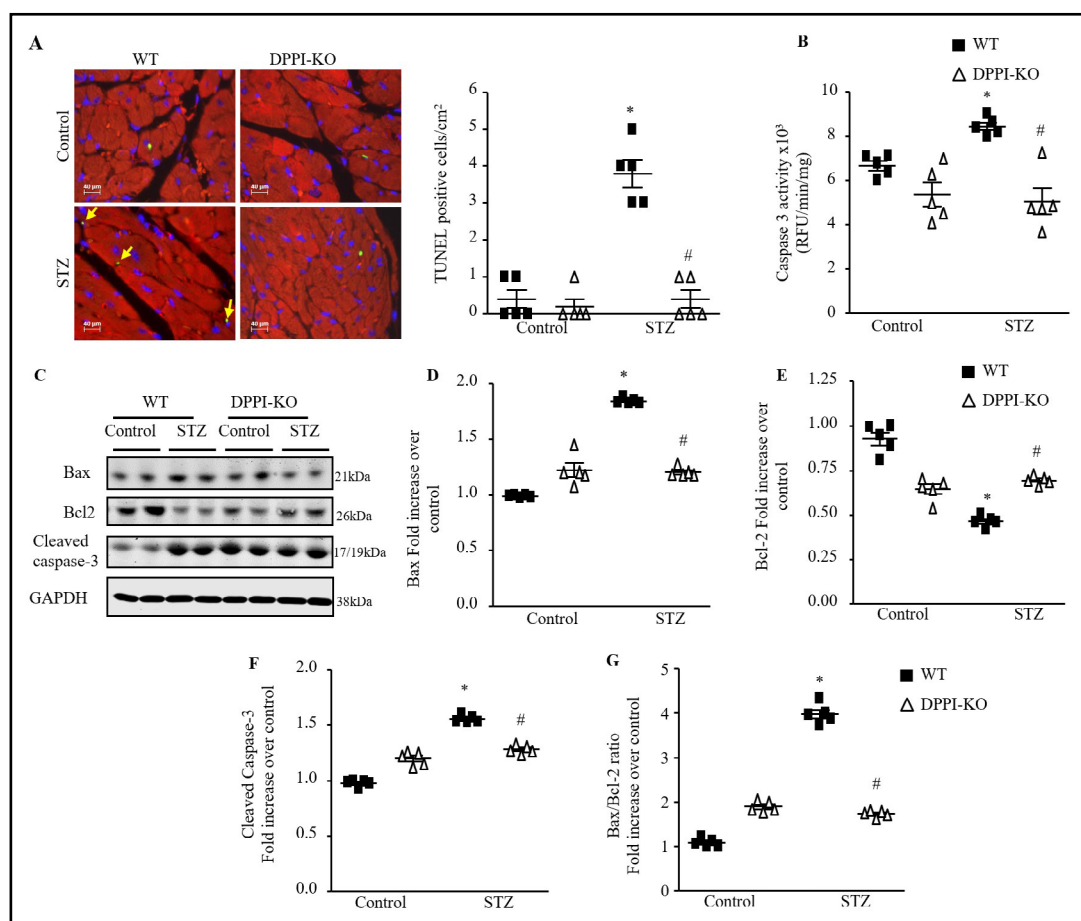 A
WT
DPPI-KO
Control
STZ
40 µm
40 µm
40 µm
40 µm
TUNEL positive cells/cm²
6
5
4
3
2
1
0
*
#
Control
STZ
B
WT
DPPI-KO
Caspase 3 activity x10³
(RFU/min/mg)
10
8
6
4
2
0
*
#
Control
STZ
C
WT
DPPI-KO
Control
STZ
Control
STZ
Bax
21kDa
Bcl2
26kDa
Cleaved
caspase-3
17/19kDa
GAPDH
38kDa
D
Bax Fold increase over
control
2.0
1.5
1.0
0.5
0.0
*
#
Control
STZ
E
WT
DPPI-KO
Bcl-2 Fold increase over
control
1.25
1.00
0.75
0.50
0.25
0.00
*
#
Control
STZ
F
Cleaved Caspase-3
Fold increase over control
2.0
1.5
1.0
0.5
0.0
*
#
Control
STZ
G
WT
DPPI-KO
Bax/Bcl-2 ratio
Fold increase over control
5
4
3
2
1
0
*
#
Control
STZ